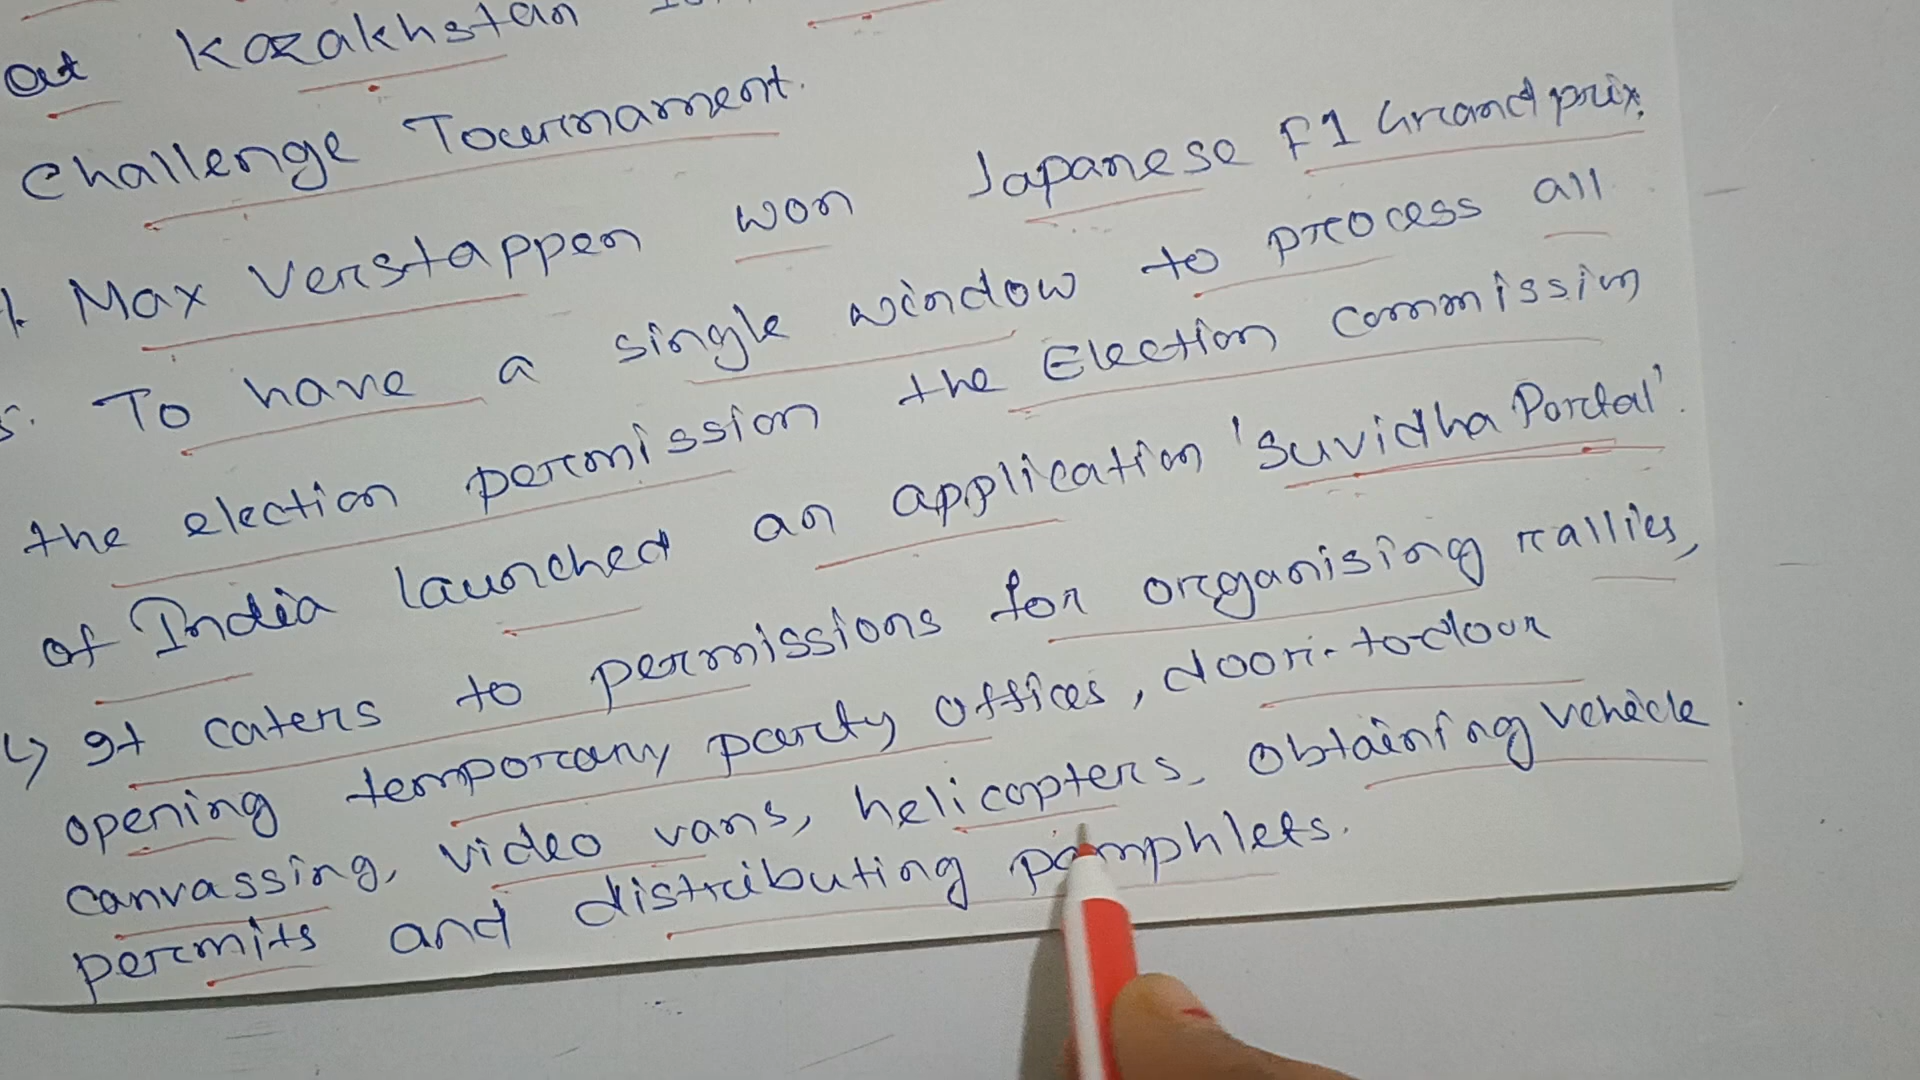 at Kazakhstan
Challenge Tournament.
Max Verstappen won Japanese F1 Grand prix.
5. To have a single window to process all
the election permission the Election Commission
of India launched an application 'Suvidha Portal'.
↳ It caters to permissions for organising rallies,
opening temporary party offices, door-to-door
canvassing, video vans, helicopters, obtaining vehicle
permits and distributing pamphlets.